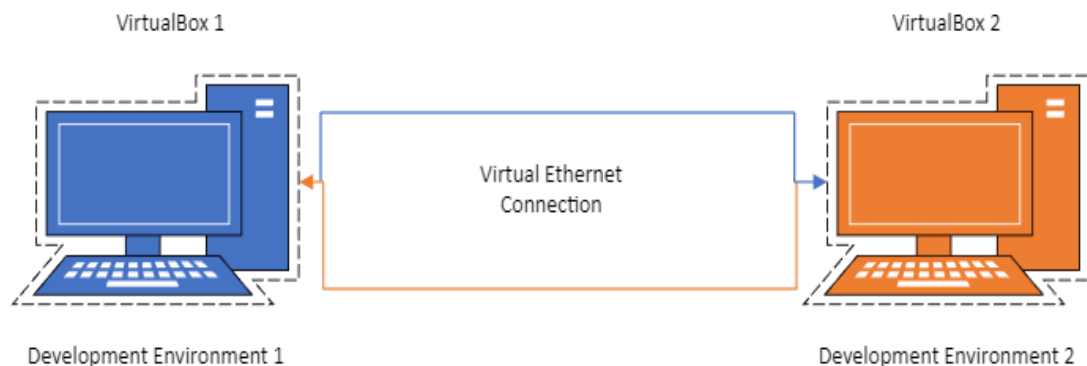 VirtualBox 1
VirtualBox 2
Virtual Ethernet
Connection
Development Environment 1
Development Environment 2